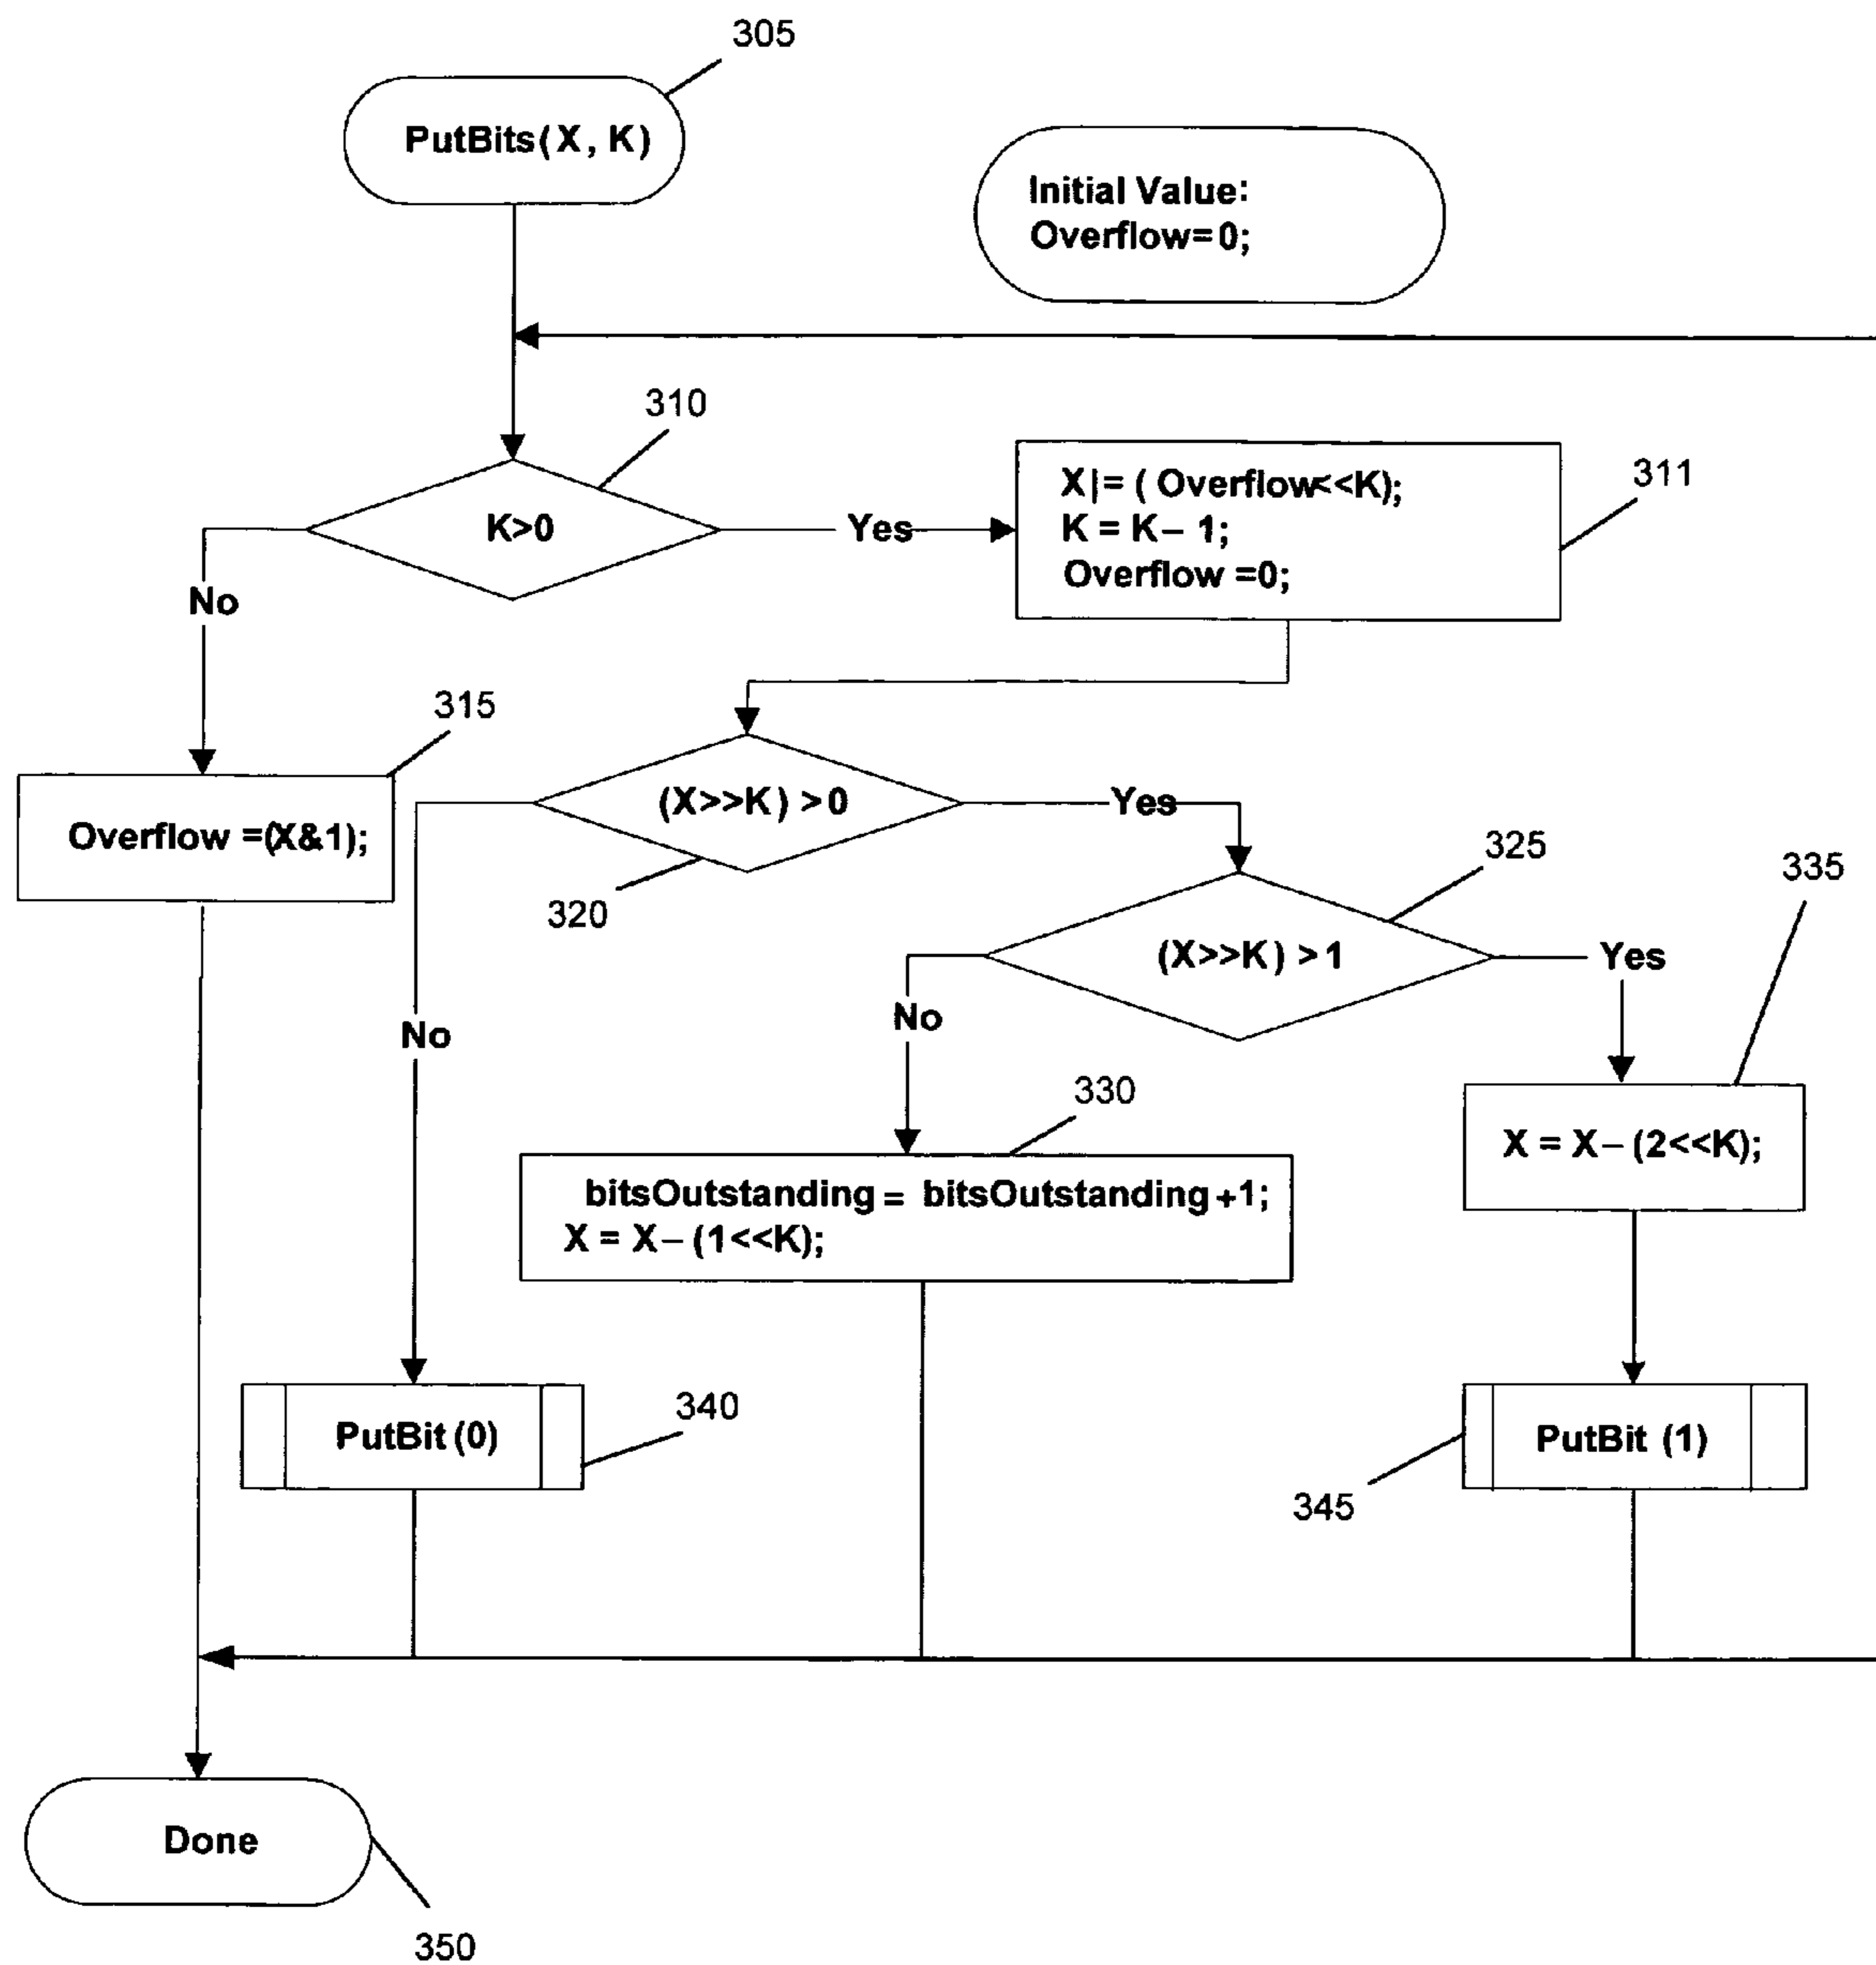 305
PutBits(X, K)
Initial Value:
Overflow=0;
310
K>0
Yes
No
X|= ( Overflow<<K);
K = K– 1;
Overflow =0;
311
315
Overflow =(X&1);
(X>>K) >0
Yes
No
320
325
(X>>K) >1
Yes
No
335
X = X– (2<<K);
330
bitsOutstanding= bitsOutstanding+1;
X = X– (1<<K);
PutBit(0)
340
PutBit (1)
345
Done
350